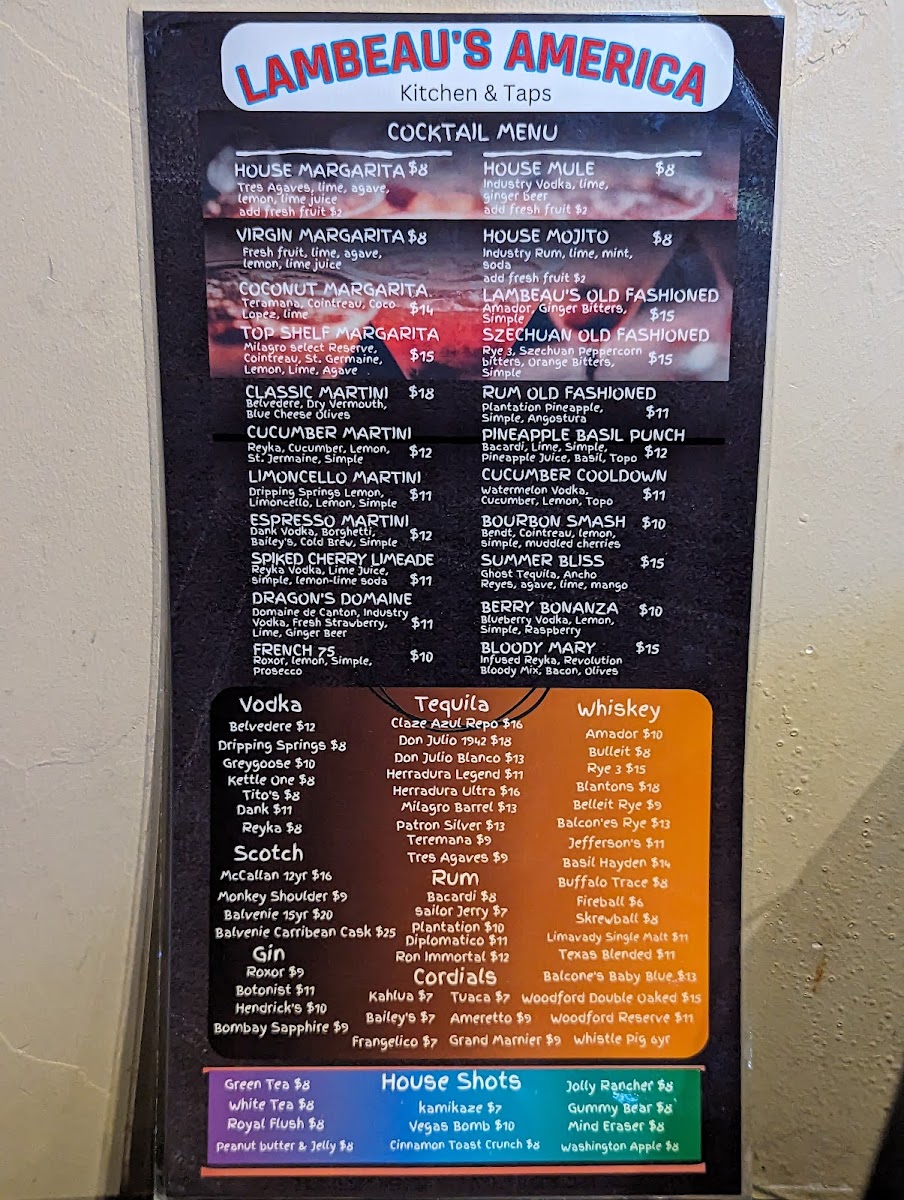 LAMBEAU'S AMERICA
Kitchen & Taps
COCKTAIL MENU
HOUSE MARGARITA $8
Tres Agaves, lime, agave,
lemon, lime juice
add fresh fruit $2
VIRGIN MARGARITA $8
Fresh fruit, lime, agave,
lemon, lime juice
COCONUT MARGARITA
Teramana, Cointreau, Coco
Lopez, lime $14
TOP SHELF MARGARITA
Milagro Select Reserve,
Cointreau, St. Germaine, $15
Lemon, Lime, Agave
CLASSIC MARTINI $18
Belvedere, Dry Vermouth,
Blue Cheese Olives
CUCUMBER MARTINI
Reyka, Cucumber, Lemon,
St. Jermaine, Simple $12
LIMONCELLO MARTINI
Dripping Springs Lemon,
Limoncello, Lemon, Simple $11
ESPRESSO MARTINI
Dank Vodka, Borghetti,
Bailey's, Cold Brew, Simple $12
SPIKED CHERRY LIMEADE
Reyka Vodka, Lime Juice,
simple, lemon-lime soda $11
DRAGON'S DOMAINE
Domaine de Canton, Industry
Vodka, Fresh Strawberry, $11
Lime, Ginger Beer
FRENCH 75
Roxor, lemon, Simple, $10
Prosecco
HOUSE MULE $8
Industry Vodka, lime,
ginger beer
add fresh fruit $2
HOUSE MOJITO $8
Industry Rum, lime, mint,
soda
add fresh fruit $2
LAMBEAU'S OLD FASHIONED
Amador, Ginger Bitters,
Simple $15
SZECHUAN OLD FASHIONED
Rye 3, Szechuan Peppercorn
bitters, Orange Bitters, $15
Simple
RUM OLD FASHIONED
Plantation Pineapple,
Simple, Angostura $11
PINEAPPLE BASIL PUNCH
Bacardi, Lime, Simple,
Pineapple Juice, Basil, Topo $12
CUCUMBER COOLDOWN
Watermelon Vodka,
Cucumber, Lemon, Topo $11
BOURBON SMASH $10
Bendt, Cointreau, lemon,
simple, muddled cherries
SUMMER BLISS $15
Ghost Tequila, Ancho
Reyes, agave, lime, mango
BERRY BONANZA $10
Blueberry Vodka, Lemon,
Simple, Raspberry
BLOODY MARY $15
Infused Reyka, Revolution
Bloody Mix, Bacon, Olives
Vodka
Belvedere $12
Dripping Springs $8
Greygoose $10
Kettle One $8
Tito's $8
Dank $11
Reyka $8
Scotch
McCallan 12yr $16
Monkey Shoulder $9
Balvenie 15yr $20
Balvenie Carribean Cask $25
Gin
Roxor $9
Botonist $11
Hendrick's $10
Bombay Sapphire $9
Tequila
Claze Azul Repo $16
Don Julio 1942 $18
Don Julio Blanco $13
Herradura Legend $11
Herradura Ultra $16
Milagro Barrel $13
Patron Silver $13
Teremana $9
Tres Agaves $9
Rum
Bacardi $8
Sailor Jerry $7
Plantation $10
Diplomatico $11
Ron Immortal $12
Cordials
Kahlua $7 Tuaca $7
Bailey's $7 Ameretto $9
Frangelico $7 Grand Marnier $9
Whiskey
Amador $10
Bulleit $8
Rye 3 $15
Blantons $18
Belleit Rye $9
Balcon'es Rye $13
Jefferson's $11
Basil Hayden $14
Buffalo Trace $8
Fireball $6
Skrewball $8
Limavady Single Malt $11
Texas Blended $11
Balcone's Baby Blue $13
Woodford Double Oaked $15
Woodford Reserve $11
Whistle Pig 6yr
House Shots
Green Tea $8
White Tea $8
Royal Flush $8
Peanut butter & Jelly $8
kamikaze $7
Vegas Bomb $10
Cinnamon Toast Crunch $8
Jolly Rancher $8
Gummy Bear $8
Mind Eraser $8
Washington Apple $8